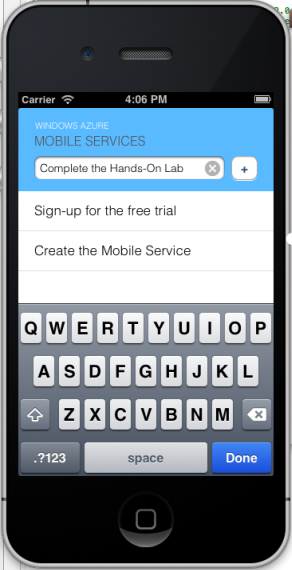 Carrier 4:06 PM
WINDOWS AZURE
MOBILE SERVICES
Complete the Hands-On Lab +
Sign-up for the free trial
Create the Mobile Service
Q W E R T Y U I O P
A S D F G H J K L
Z X C V B N M
.?123 space Done